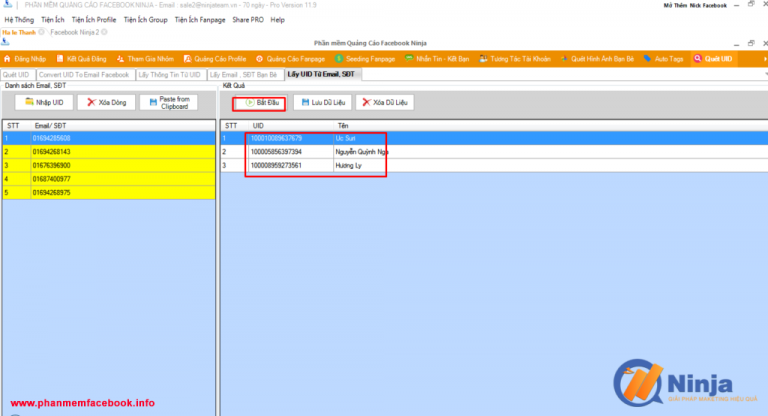 PHẦN MỀM QUẢNG CÁO FACEBOOK NINJA - Email : sale2@ninjateam.vn - 70 ngày - Pro Version 11.9
Mở Thêm Nick Facebook
Hệ Thống Tiện Ích Tiện Ích Profile Tiện Ích Group Tiện Ích Fanpage Share PRO Help
Ha lo Thanh Facebook Ninja 2
Phần mềm Quảng Cáo Facebook Ninja
Đăng Nhập Kết Quả Đăng Tham Gia Nhóm Quảng Cáo Profile Quảng Cáo Fanpage Seeding Fanpage Nhắn Tin - Kết Bạn Tương Tác Tài Khoản Quét Hình Ảnh Bạn Bè Auto Tags Quét UID
Quét UID Convert UID To Email Facebook Lấy Thông Tin Từ UID Lấy Email , SĐT Bạn Bè Lấy UID Từ Email, SĐT
Danh sách Email, SĐT
Kết Quả
Nhập UID Xóa Dòng Paste from Clipboard
Bắt Đầu Lưu Dữ Liệu Xóa Dữ Liệu
STT Email/ SĐT
1 01694285608
2 01694268143
3 01676396900
4 01687400977
5 01694268975
STT UID Tên
1 100010089637679 Uc Suri
2 100005856397394 Nguyễn Quỳnh Nga
3 100008959273561 Hương Ly
www.phanmemfacebook.info
Ninja
GIẢI PHÁP MARKETING HIỆU QUẢ